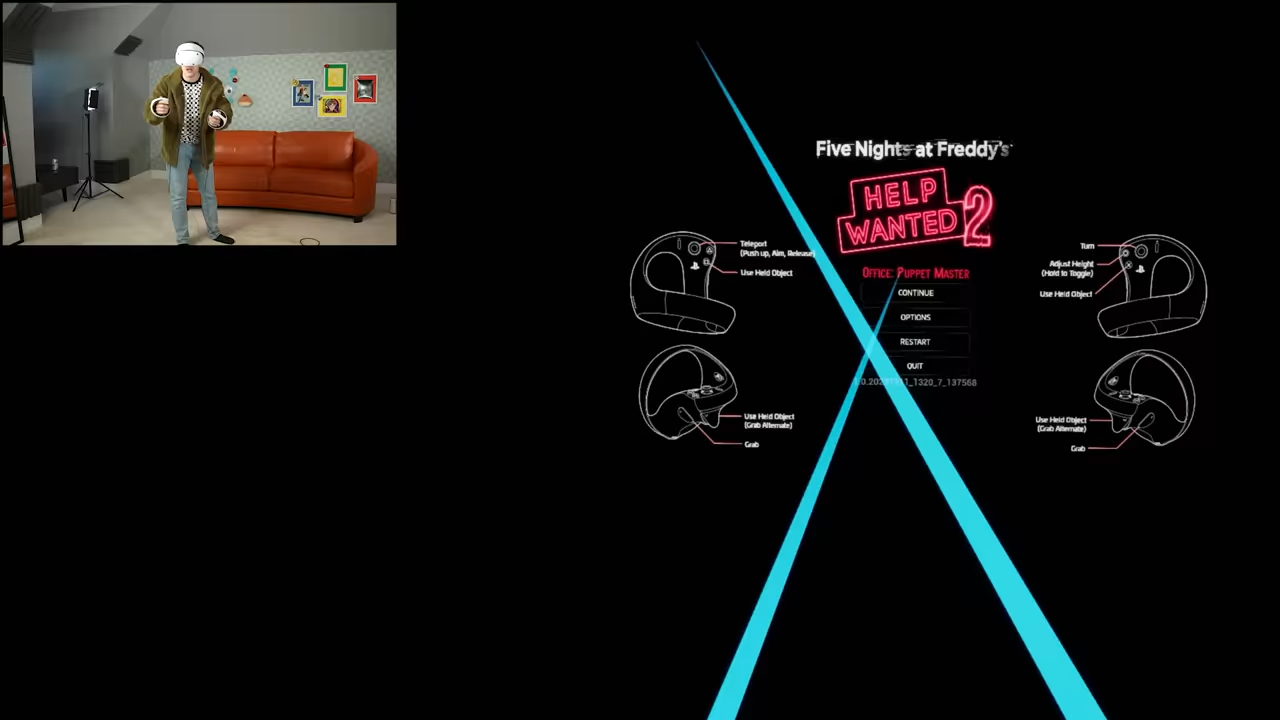 Five Nights at Freddy's
HELP
WANTED 2
Teleport
(Push up, Aim, Release)
Use Held Object
Turn
Adjust Height
(Hold to Toggle)
Use Held Object
Office: Puppet Master
CONTINUE
OPTIONS
RESTART
QUIT
1320_7_137568
Use Held Object
(Grab Alternate)
Grab
Use Held Object
(Grab Alternate)
Grab